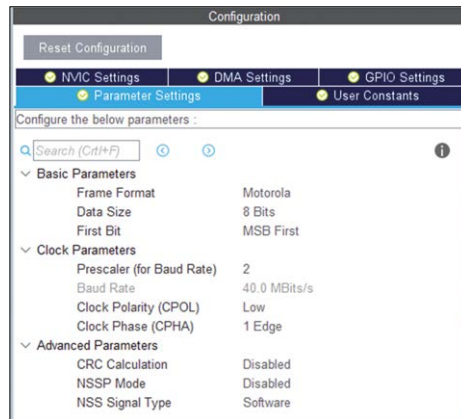 Configuration
Reset Configuration
NVIC Settings DMA Settings GPIO Settings
Parameter Settings User Constants
Configure the below parameters :
Search (Crtl+F)
Basic Parameters
Frame Format Motorola
Data Size 8 Bits
First Bit MSB First
Clock Parameters
Prescaler (for Baud Rate) 2
Baud Rate 40.0 MBits/s
Clock Polarity (CPOL) Low
Clock Phase (CPHA) 1 Edge
Advanced Parameters
CRC Calculation Disabled
NSSP Mode Disabled
NSS Signal Type Software